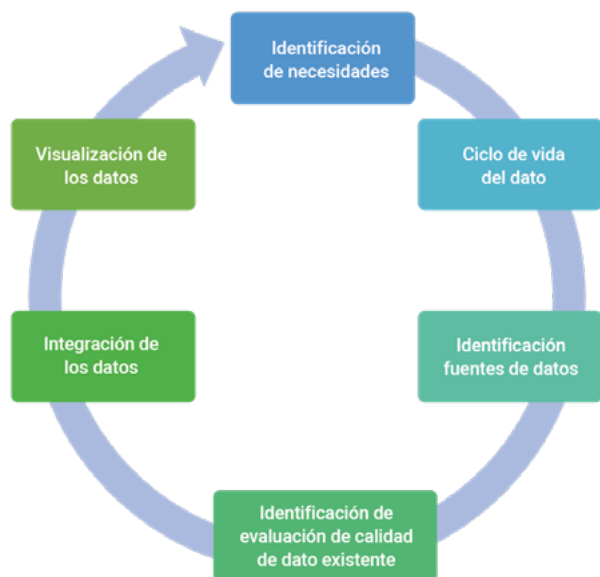 Identificación
de necesidades
Ciclo de vida
del dato
Identificación
fuentes de datos
Identificación de
evaluación de calidad
de dato existente
Integración de
los datos
Visualización de
los datos